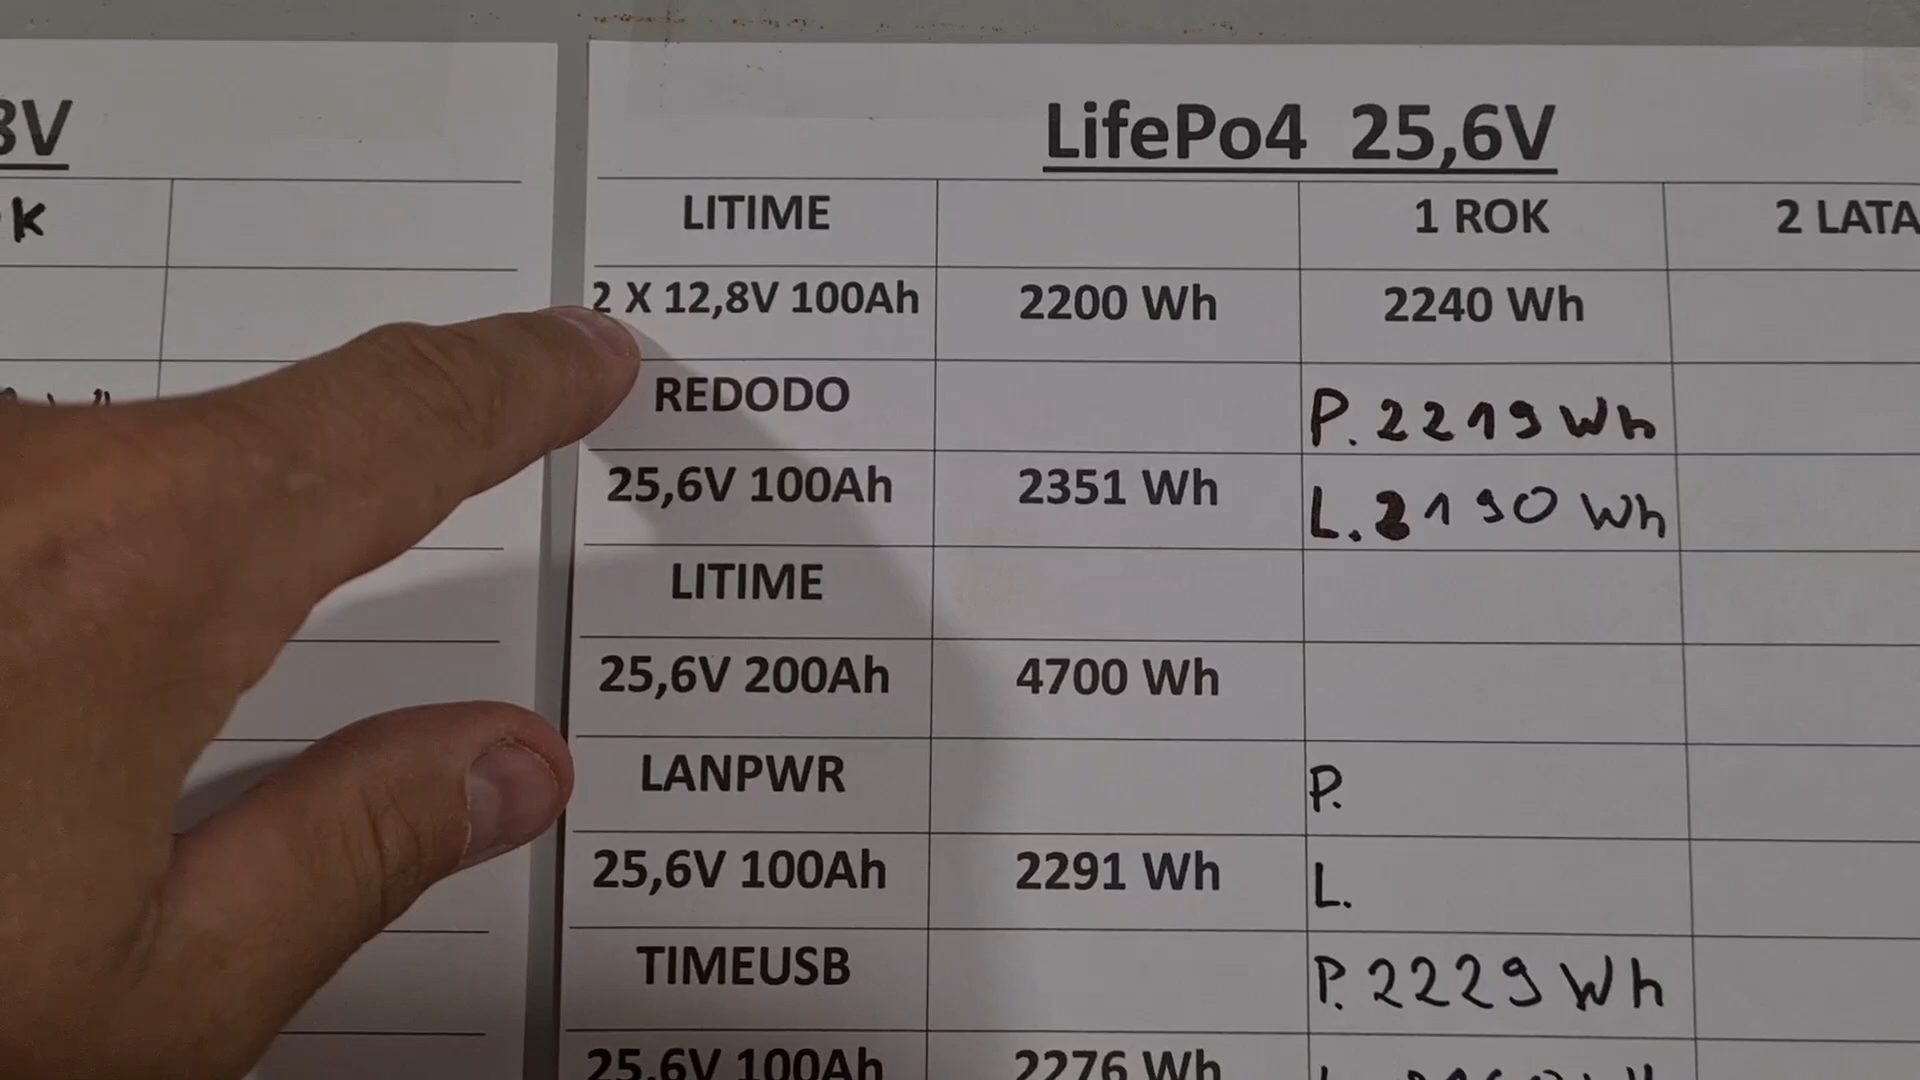 8V
K
LifePo4 25,6V
LITIME 1 ROK 2 LATA
2 X 12,8V 100Ah 2200 Wh 2240 Wh
REDODO P. 2219 Wh
25,6V 100Ah 2351 Wh L. 2190 Wh
LITIME
25,6V 200Ah 4700 Wh
LANPWR P.
25,6V 100Ah 2291 Wh L.
TIMEUSB P. 2229 Wh
25,6V 100Ah 2276 Wh